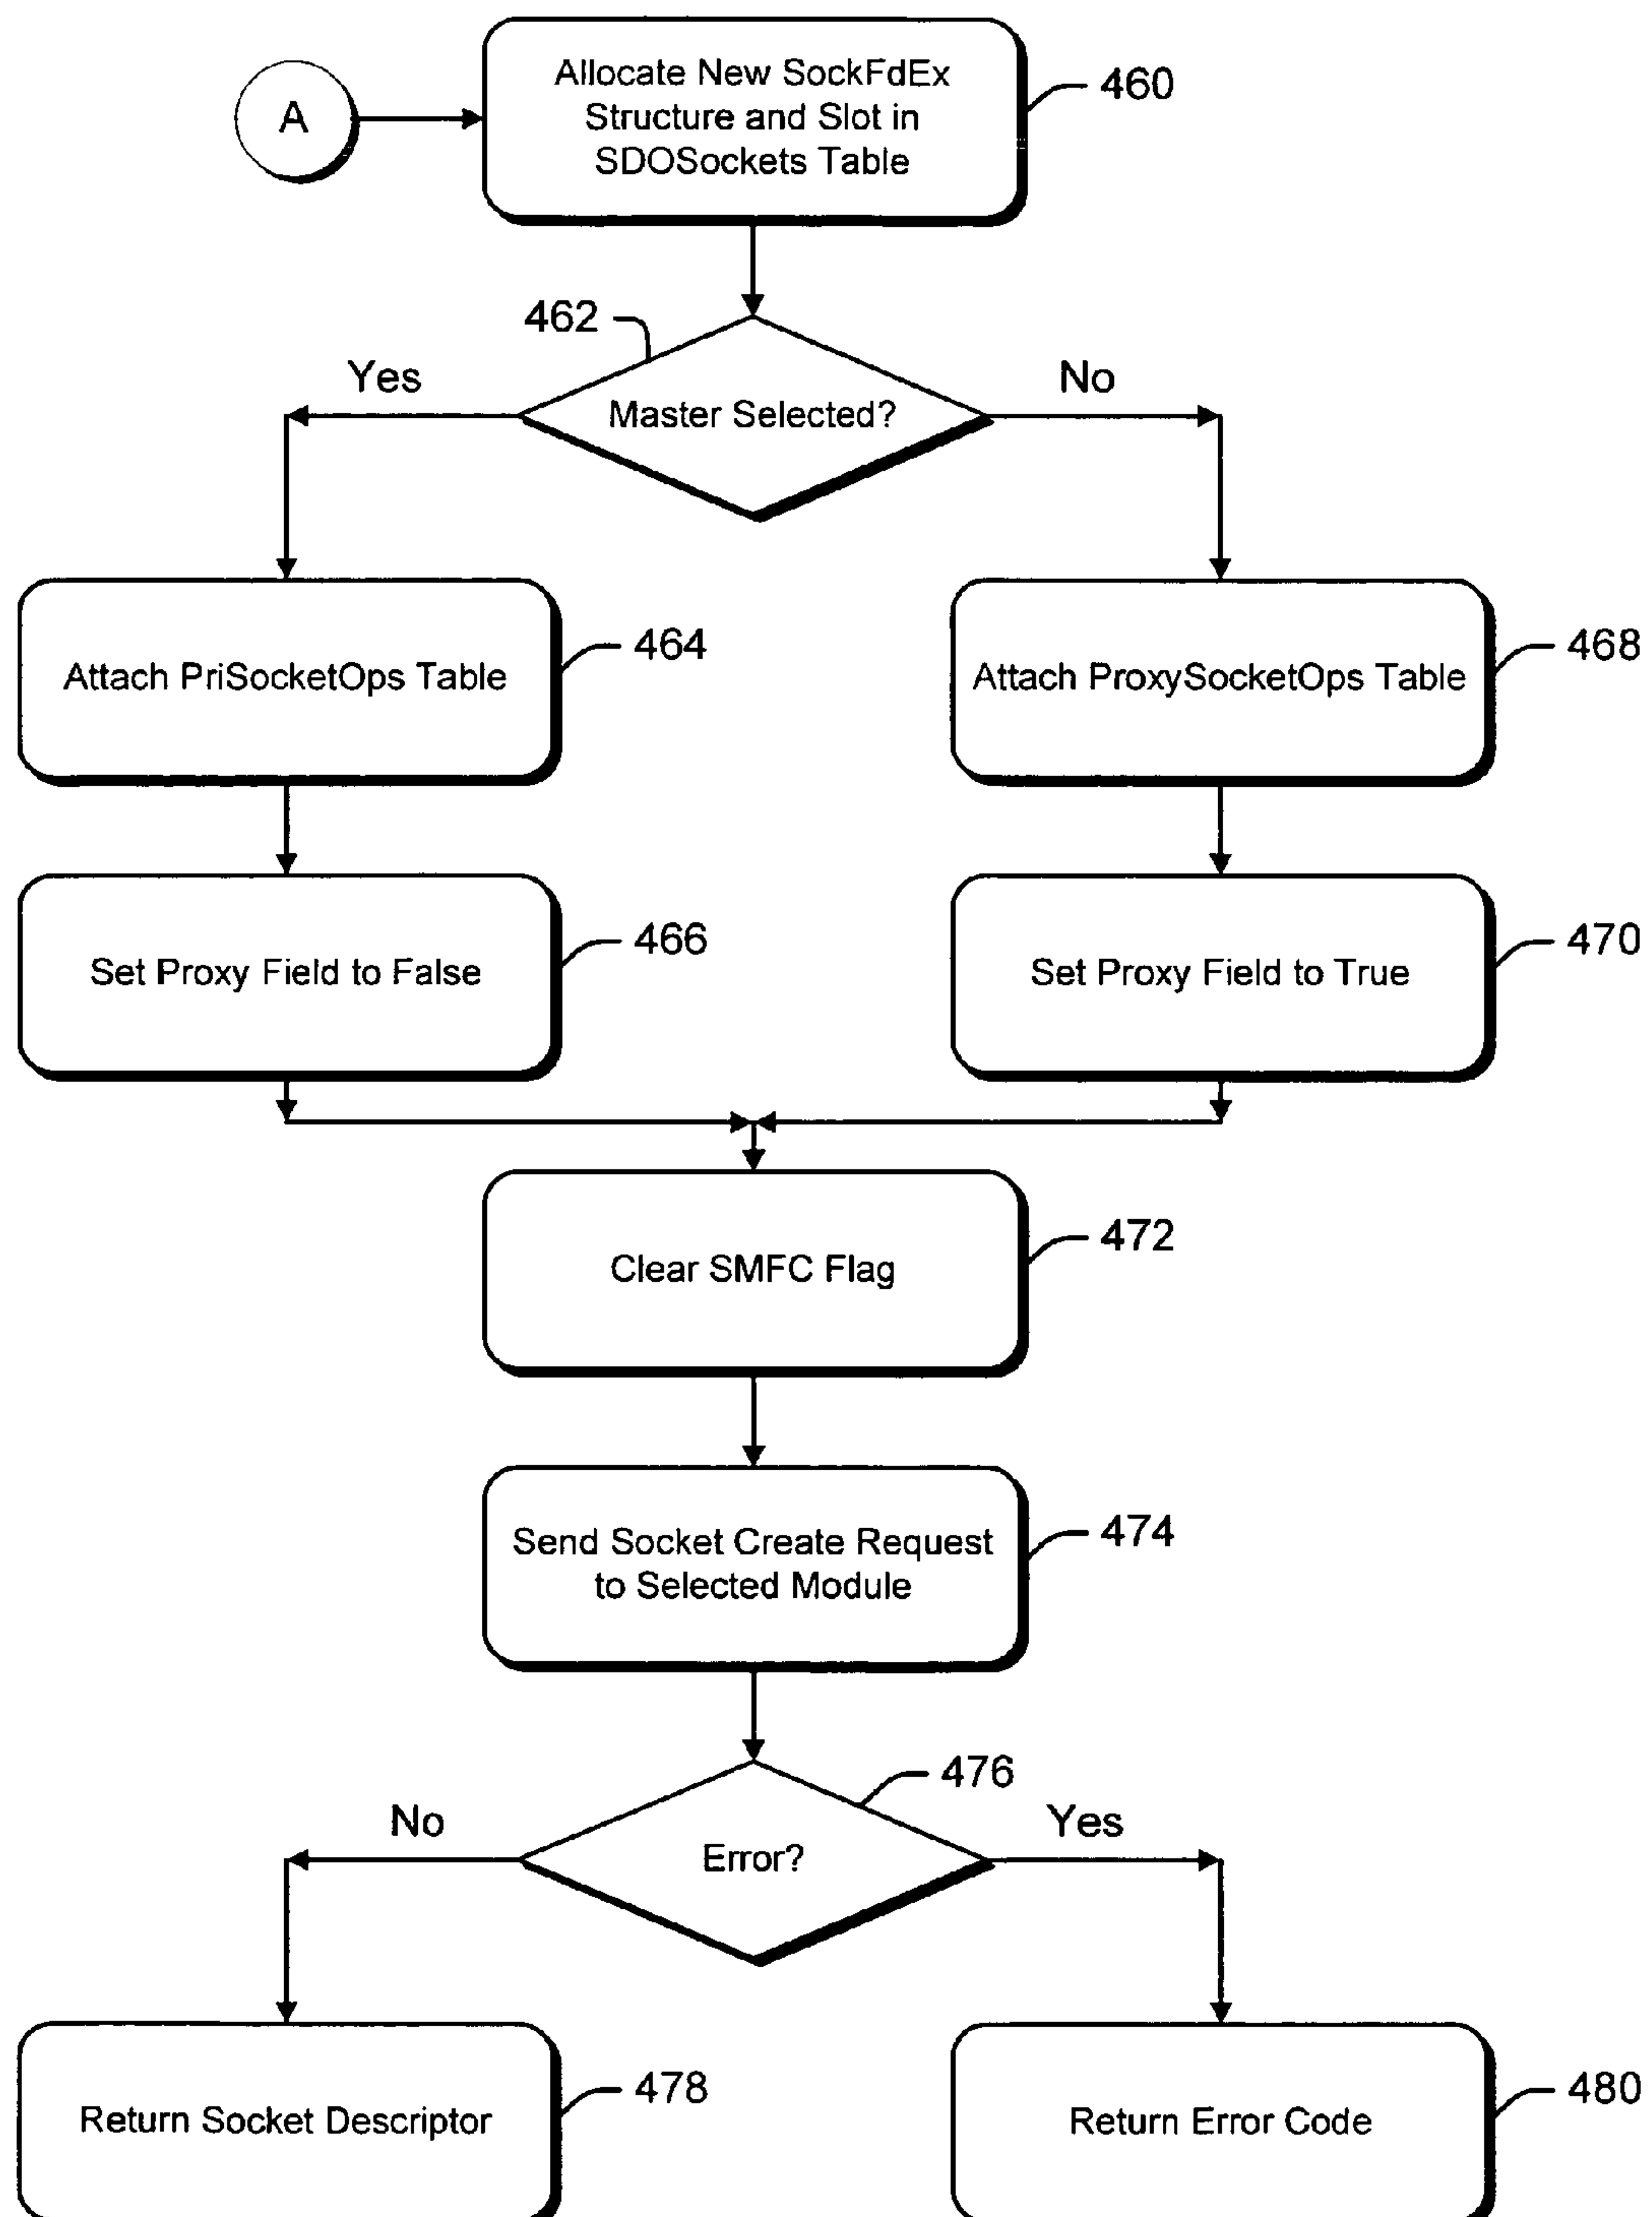 A
Allocate New SockFdEx
Structure and Slot in
SDOSockets Table
460
462
Yes
Master Selected?
No
Attach PriSocketOps Table
464
Attach ProxySocketOps Table
468
Set Proxy Field to False
466
Set Proxy Field to True
470
Clear SMFC Flag
472
Send Socket Create Request
to Selected Module
474
476
No
Error?
Yes
Return Socket Descriptor
478
Return Error Code
480